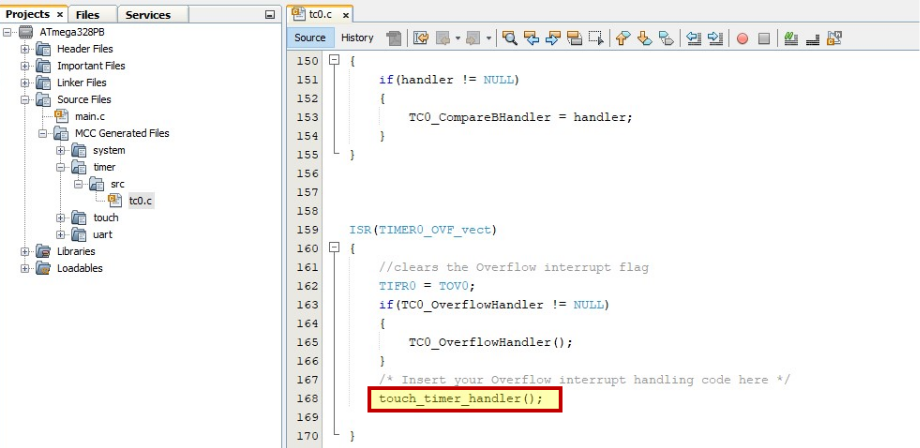 Projects × Files Services
ATmega328PB
Header Files
Important Files
Linker Files
Source Files
main.c
MCC Generated Files
system
timer
src
tc0.c
touch
uart
Libraries
Loadables
tc0.c ×
Source History
150 {
151 if(handler != NULL)
152 {
153 TC0_CompareBHandler = handler;
154 }
155 }
156
157
158
159 ISR(TIMER0_OVF_vect)
160 {
161 //clears the Overflow interrupt flag
162 TIFR0 = TOV0;
163 if(TC0_OverflowHandler != NULL)
164 {
165 TC0_OverflowHandler();
166 }
167 /* Insert your Overflow interrupt handling code here */
168 touch_timer_handler();
169
170 }